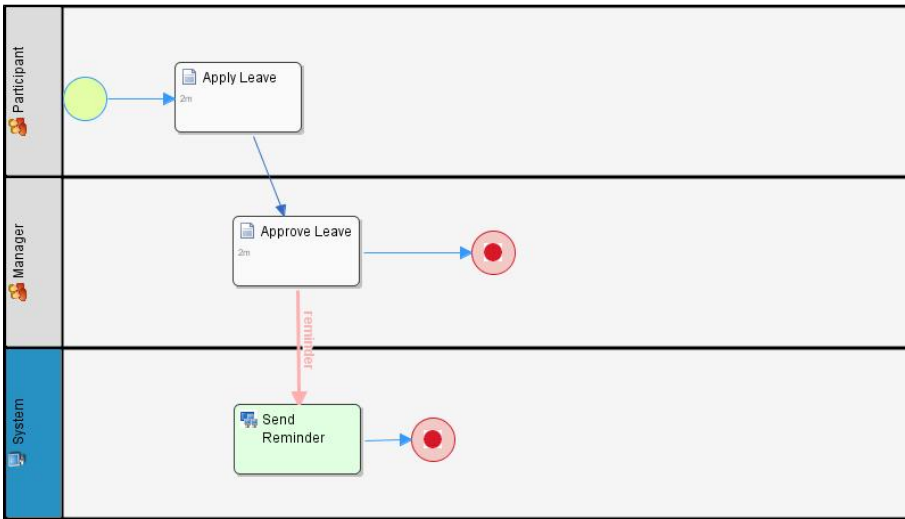 Participant
Apply Leave
2m
Manager
Approve Leave
2m
reminder
System
Send
Reminder